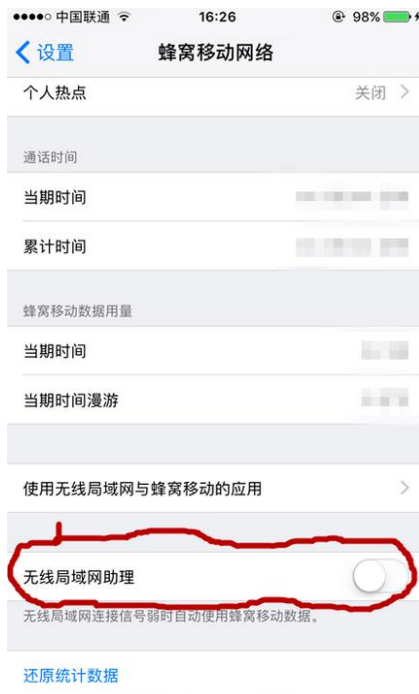 中国联通 16:26 98%
设置 蜂窝移动网络
个人热点 关闭
通话时间
当期时间
累计时间
蜂窝移动数据用量
当期时间
当期时间漫游
使用无线局域网与蜂窝移动的应用
无线局域网助理
无线局域网连接信号弱时自动使用蜂窝移动数据。
还原统计数据